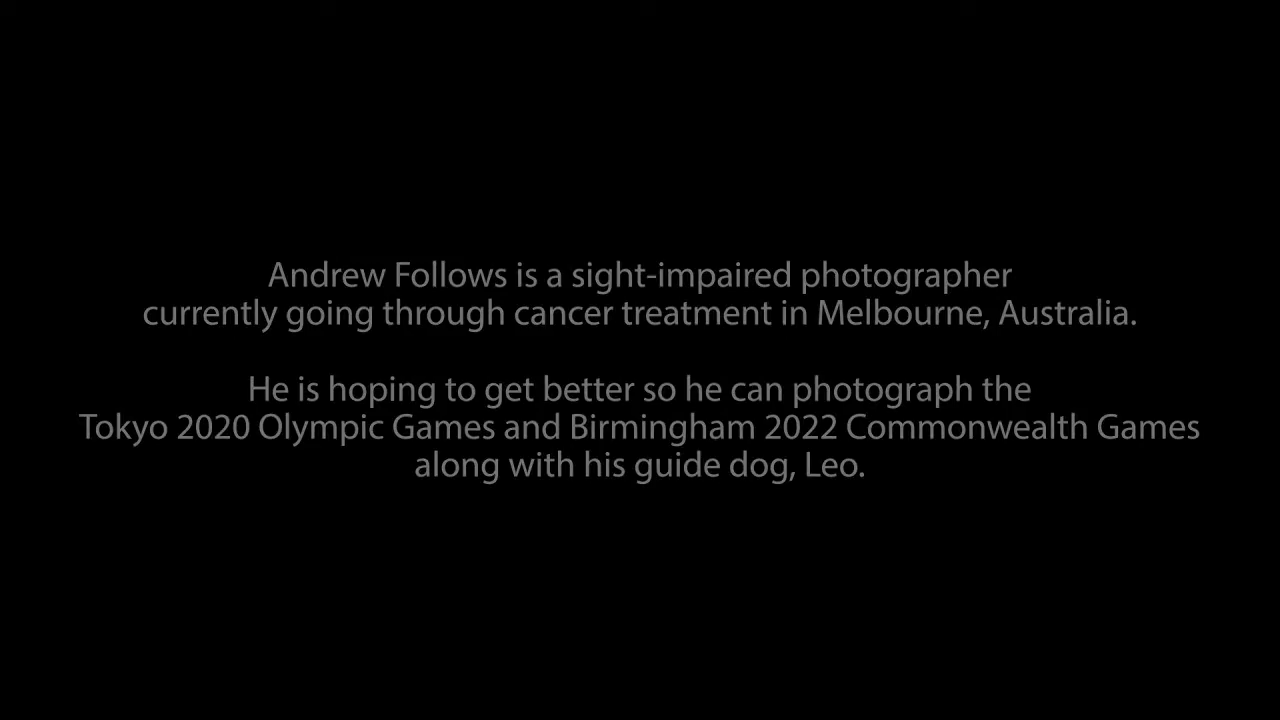 Andrew Follows is a sight-impaired photographer
currently going through cancer treatment in Melbourne, Australia.
He is hoping to get better so he can photograph the
Tokyo 2020 Olympic Games and Birmingham 2022 Commonwealth Games
along with his guide dog, Leo.